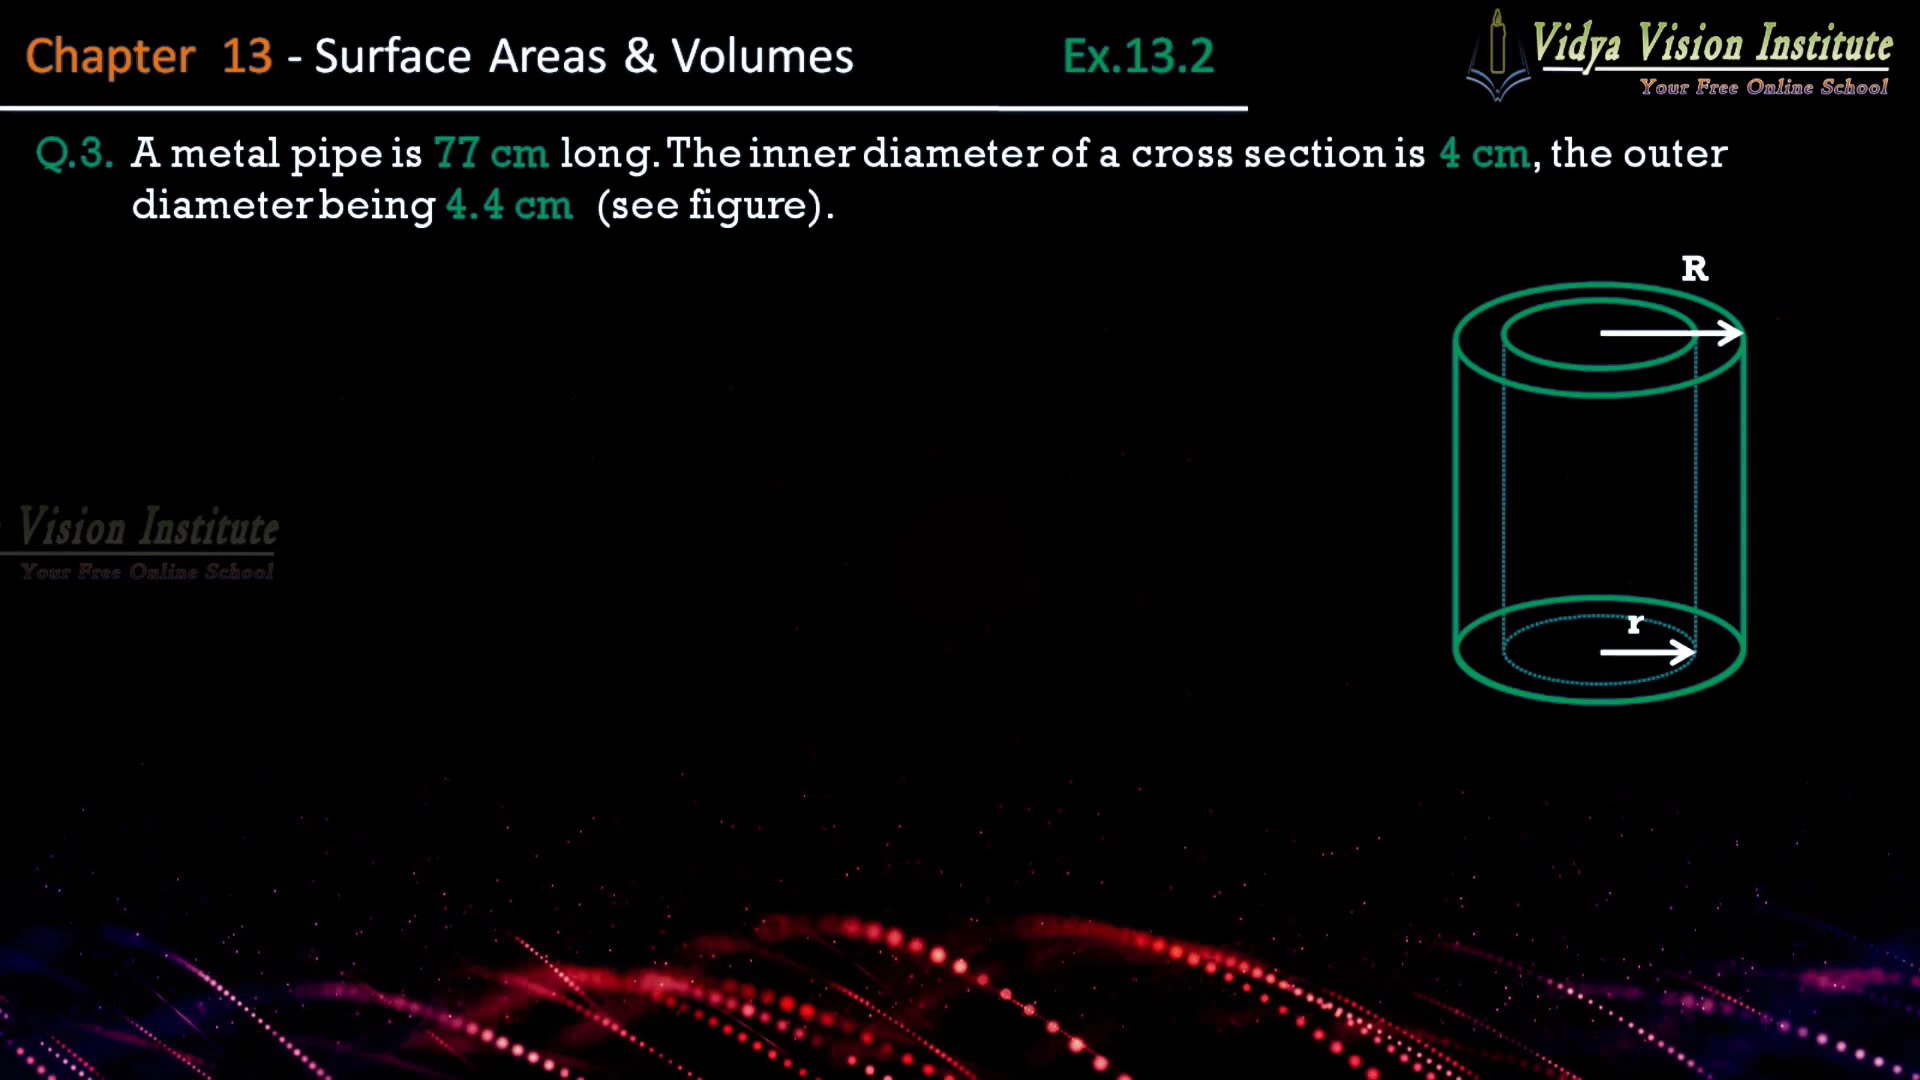 Chapter 13 - Surface Areas & Volumes Ex.13.2
Vidya Vision Institute
Your Free Online School
Q.3. A metal pipe is 77 cm long. The inner diameter of a cross section is 4 cm, the outer
diameter being 4.4 cm (see figure).
R
Vision Institute
Your Free Online School
r